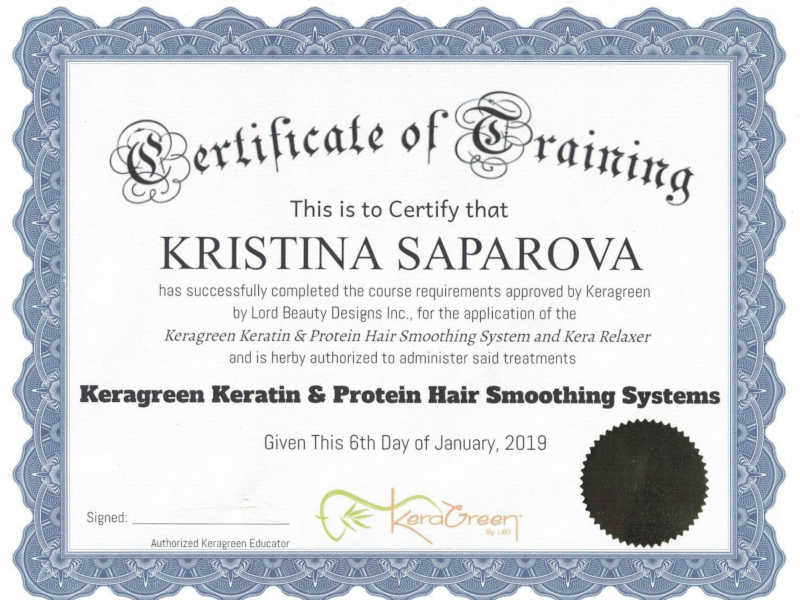 Certificate of Training
This is to Certify that
KRISTINA SAPAROVA
has successfully completed the course requirements approved by Keragreen
by Lord Beauty Designs Inc., for the application of the
Keragreen Keratin & Protein Hair Smoothing System and Kera Relaxer
and is herby authorized to administer said treatments
Keragreen Keratin & Protein Hair Smoothing Systems
Given This 6th Day of January, 2019
KeraGreen
By LBD
Signed:
Authorized Keragreen Educator